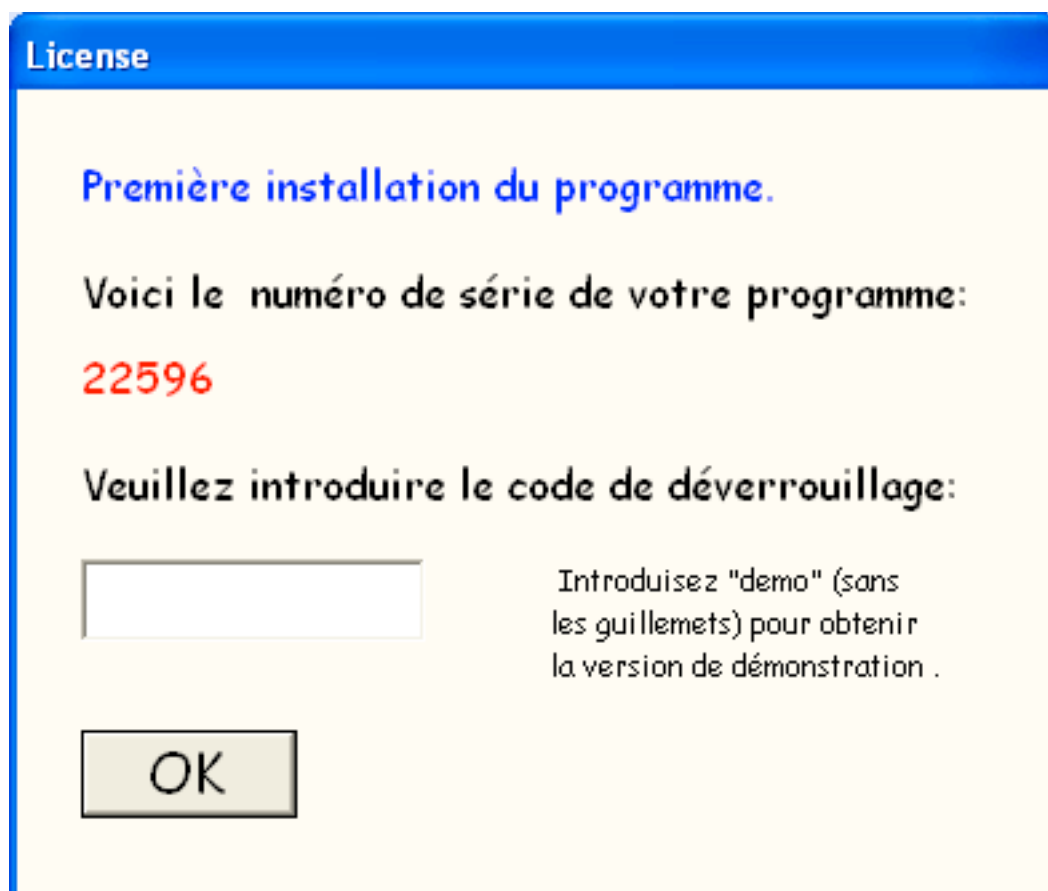 License
Première installation du programme.
Voici le numéro de série de votre programme:
22596
Veuillez introduire le code de déverrouillage:
Introduisez "demo" (sans
les guillemets) pour obtenir
la version de démonstration .
OK